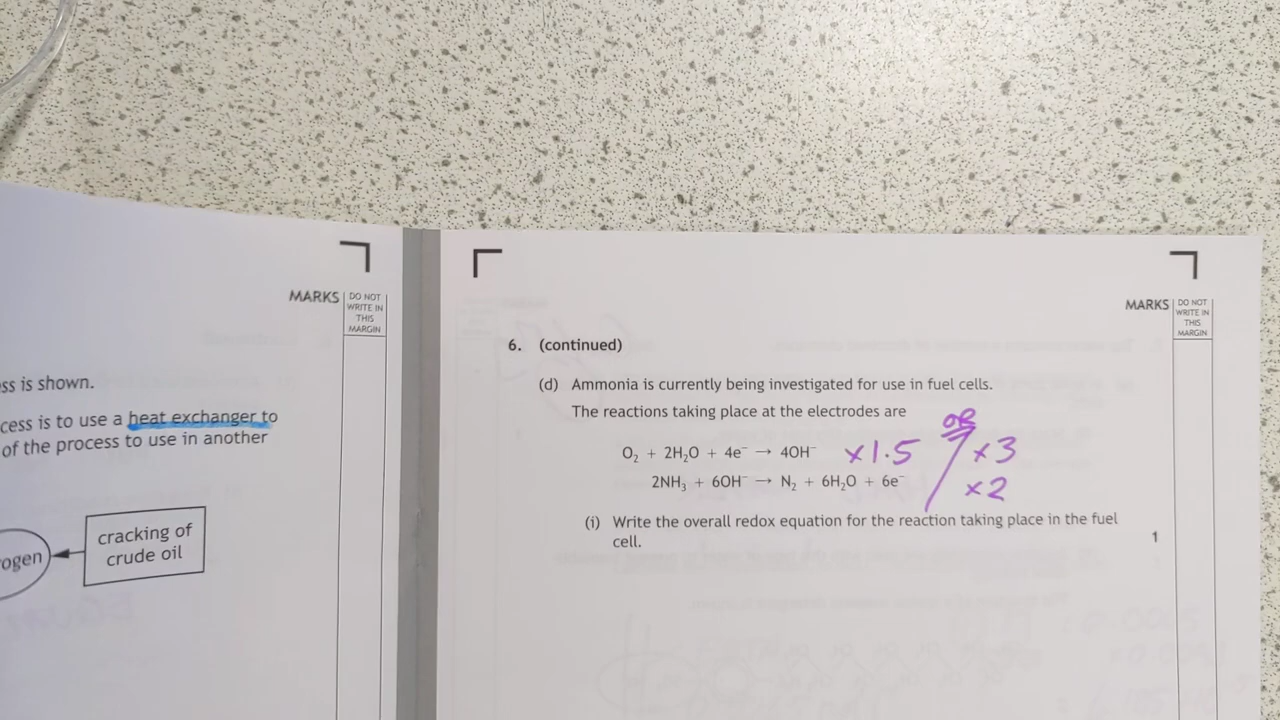 MARKS
DO NOT
WRITE IN
THIS
MARGIN
ss is shown.
cess is to use a heat exchanger to
of the process to use in another
ogen
cracking of
crude oil
MARKS
DO NOT
WRITE IN
THIS
MARGIN
6. (continued)
(d) Ammonia is currently being investigated for use in fuel cells.
The reactions taking place at the electrodes are
OR
O₂ + 2H₂O + 4e⁻ → 4OH⁻ ×1.5 / ×3
2NH₃ + 6OH⁻ → N₂ + 6H₂O + 6e⁻ ×2
(i) Write the overall redox equation for the reaction taking place in the fuel
cell.
1